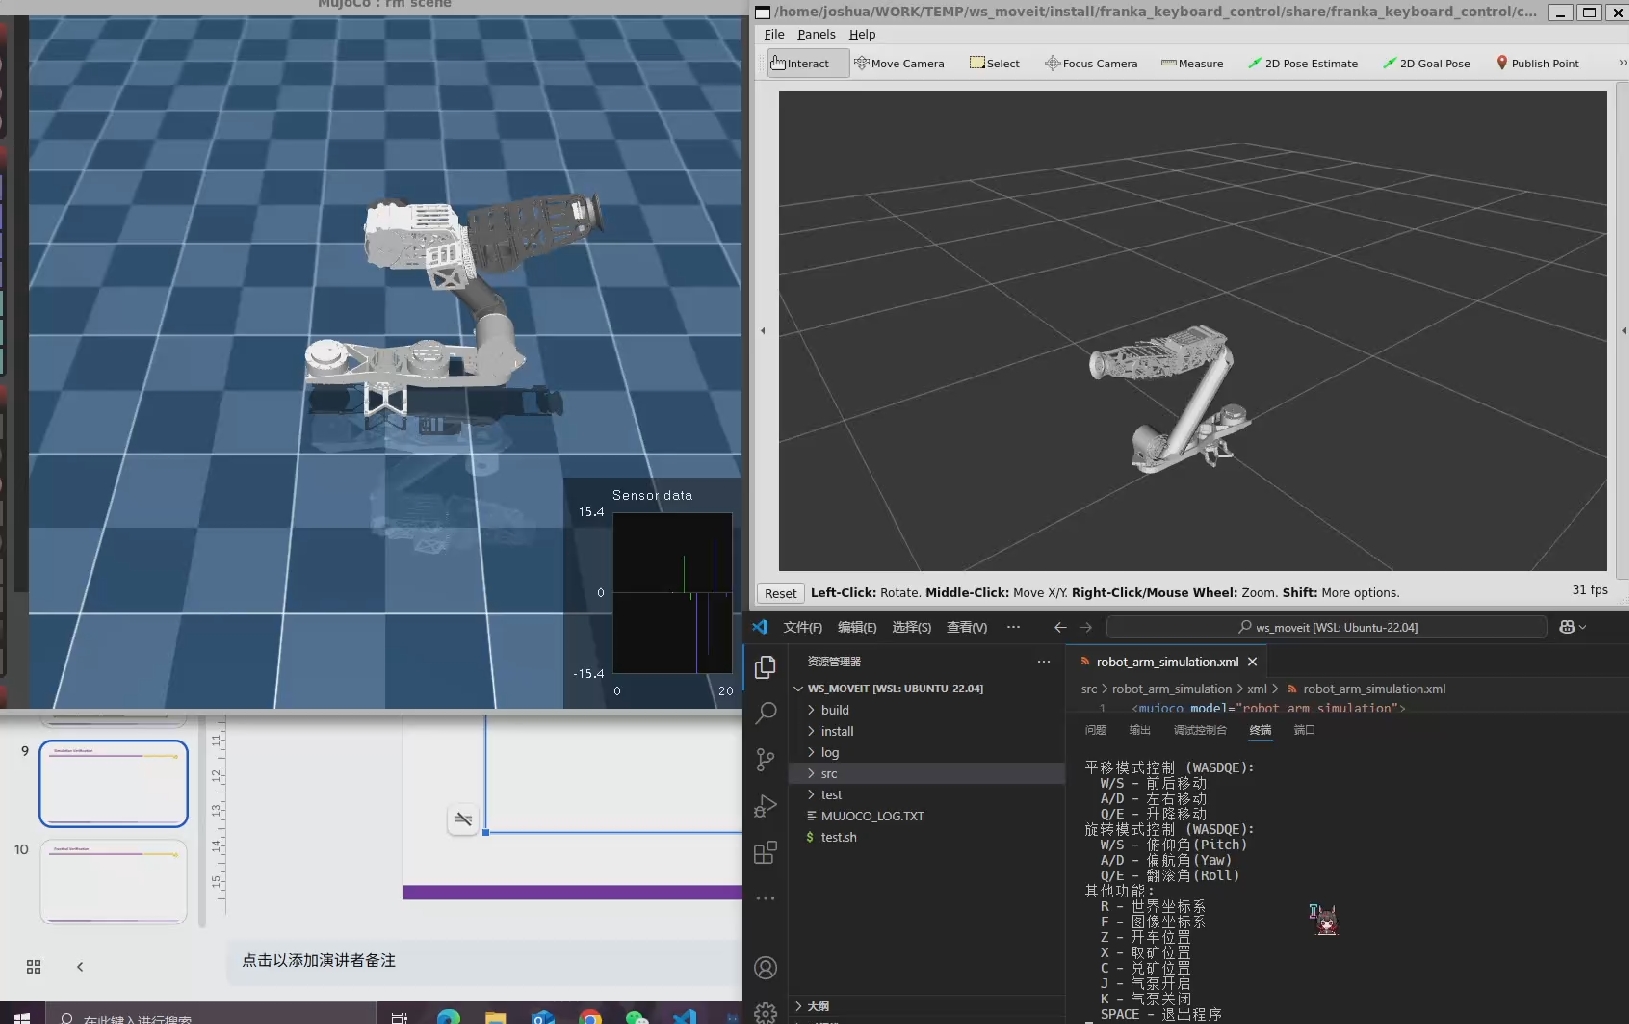 MuJoCo : rm scene
Sensor data
15.4
0
-15.4
0
20
/home/joshua/WORK/TEMP/ws_moveit/install/franka_keyboard_control/share/franka_keyboard_control/c...
File Panels Help
Interact Move Camera Select Focus Camera Measure 2D Pose Estimate 2D Goal Pose Publish Point
Reset Left-Click: Rotate. Middle-Click: Move X/Y. Right-Click/Mouse Wheel: Zoom. Shift: More options.
31 fps
文件(F) 编辑(E) 选择(S) 查看(V) ···
ws_moveit [WSL: Ubuntu-22.04]
资源管理器
WS_MOVEIT [WSL: UBUNTU-22.04]
build
install
log
src
test
MUJOCO_LOG.TXT
$ test.sh
大纲
robot_arm_simulation.xml
src > robot_arm_simulation > xml > robot_arm_simulation.xml
1 <mujoco model="robot_arm_simulation">
问题 输出 调试控制台 终端 端口
平移模式控制 (WASDQE):
W/S - 前后移动
A/D - 左右移动
Q/E - 升降移动
旋转模式控制 (WASDQE):
W/S - 俯仰角(Pitch)
A/D - 偏航角(Yaw)
Q/E - 翻滚角(Roll)
其他功能:
R - 世界坐标系
F - 图像坐标系
Z - 开车位置
X - 取矿位置
C - 兑矿位置
J - 气泵开启
K - 气泵关闭
SPACE - 退出程序
9
Simulation Verification
10
11
12
13
14
15
点击以添加演讲者备注
在此键入进行搜索